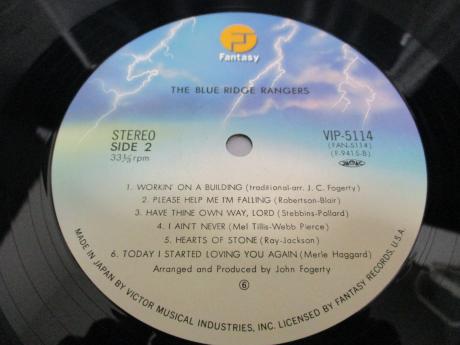 Fantasy
THE BLUE RIDGE RANGERS
STEREO
SIDE 2
33⅓ rpm
VIP-5114
(FAN-5114)
(F-9415-B)
1. WORKIN' ON A BUILDING (traditional-arr. J. C. Fogerty)
2. PLEASE HELP ME I'M FALLING (Robertson-Blair)
3. HAVE THINE OWN WAY, LORD (Stebbins-Pollard)
4. I AIN'T NEVER (Mel Tillis-Webb Pierce)
5. HEARTS OF STONE (Ray-Jackson)
6. TODAY I STARTED LOVING YOU AGAIN (Merle Haggard)
Arranged and Produced by John Fogerty
⑥
MADE IN JAPAN BY VICTOR MUSICAL INDUSTRIES, INC. LICENSED BY FANTASY RECORDS, U.S.A.